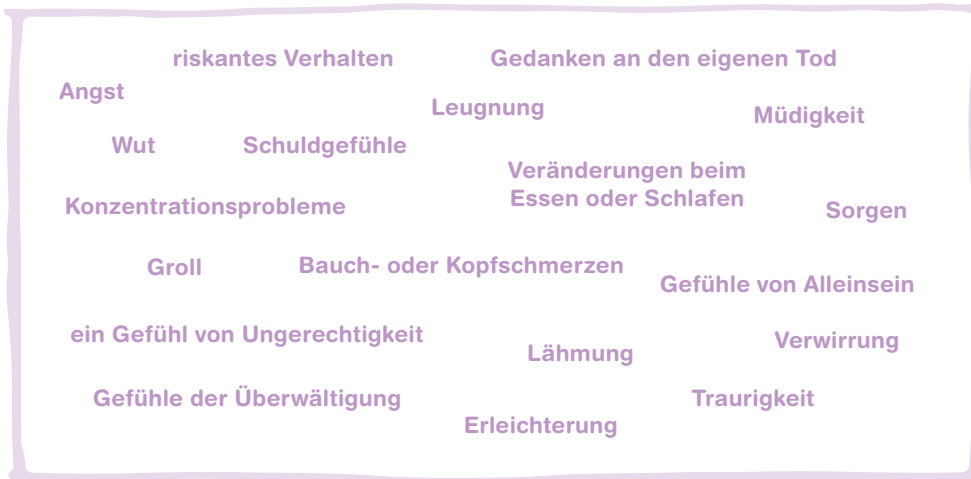 riskantes Verhalten
Gedanken an den eigenen Tod
Angst
Leugnung
Müdigkeit
Wut
Schuldgefühle
Veränderungen beim
Essen oder Schlafen
Konzentrationsprobleme
Sorgen
Groll
Bauch- oder Kopfschmerzen
Gefühle von Alleinsein
ein Gefühl von Ungerechtigkeit
Lähmung
Verwirrung
Gefühle der Überwältigung
Traurigkeit
Erleichterung